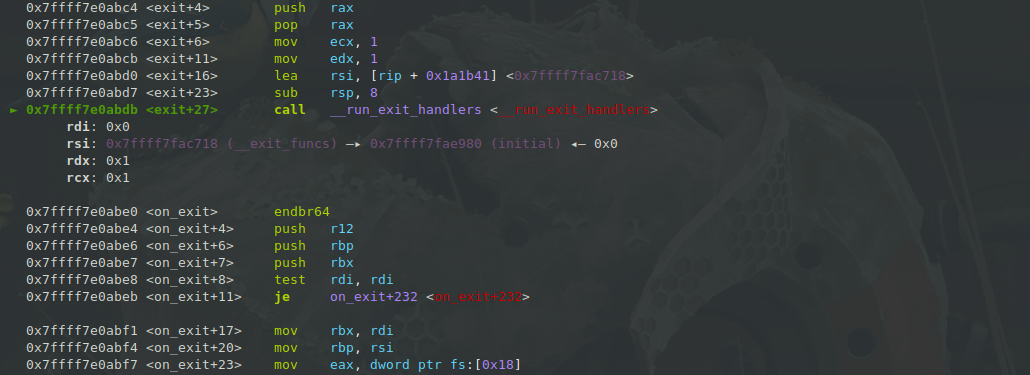 0x7ffff7e0abc4 <exit+4> push rax
0x7ffff7e0abc5 <exit+5> pop rax
0x7ffff7e0abc6 <exit+6> mov ecx, 1
0x7ffff7e0abcb <exit+11> mov edx, 1
0x7ffff7e0abd0 <exit+16> lea rsi, [rip + 0x1a1b41] <0x7ffff7fac718>
0x7ffff7e0abd7 <exit+23> sub rsp, 8
► 0x7ffff7e0abdb <exit+27> call __run_exit_handlers <__run_exit_handlers>
rdi: 0x0
rsi: 0x7ffff7fac718 (__exit_funcs) —▸ 0x7ffff7fae980 (initial) ◂— 0x0
rdx: 0x1
rcx: 0x1
0x7ffff7e0abe0 <on_exit> endbr64
0x7ffff7e0abe4 <on_exit+4> push r12
0x7ffff7e0abe6 <on_exit+6> push rbp
0x7ffff7e0abe7 <on_exit+7> push rbx
0x7ffff7e0abe8 <on_exit+8> test rdi, rdi
0x7ffff7e0abeb <on_exit+11> je on_exit+232 <on_exit+232>
0x7ffff7e0abf1 <on_exit+17> mov rbx, rdi
0x7ffff7e0abf4 <on_exit+20> mov rbp, rsi
0x7ffff7e0abf7 <on_exit+23> mov eax, dword ptr fs:[0x18]